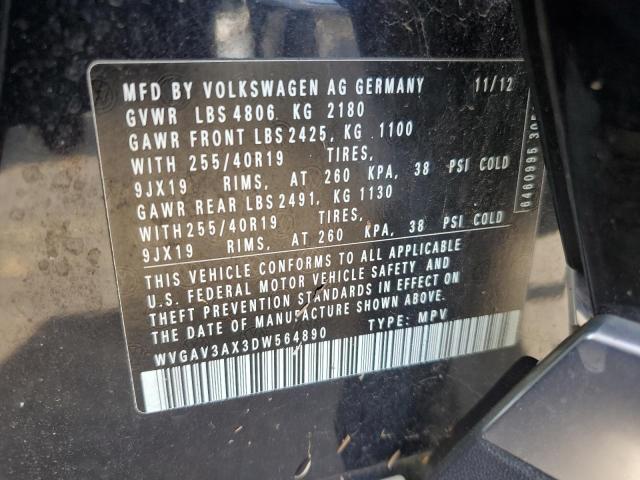 MFD BY VOLKSWAGEN AG GERMANY 11/12
GVWR LBS 4806 KG 2180
GAWR FRONT LBS 2425, KG 1100
WITH 255/40R19 TIRES,
9JX19 RIMS, AT 260 KPA, 38 PSI COLD
GAWR REAR LBS 2491, KG 1130
WITH 255/40R19 TIRES,
9JX19 RIMS, AT 260 KPA, 38 PSI COLD
THIS VEHICLE CONFORMS TO ALL APPLICABLE
U.S. FEDERAL MOTOR VEHICLE SAFETY AND
THEFT PREVENTION STANDARDS IN EFFECT ON
THE DATE OF MANUFACTURE SHOWN ABOVE.
WVGAV3AX3DW564890 TYPE: MPV